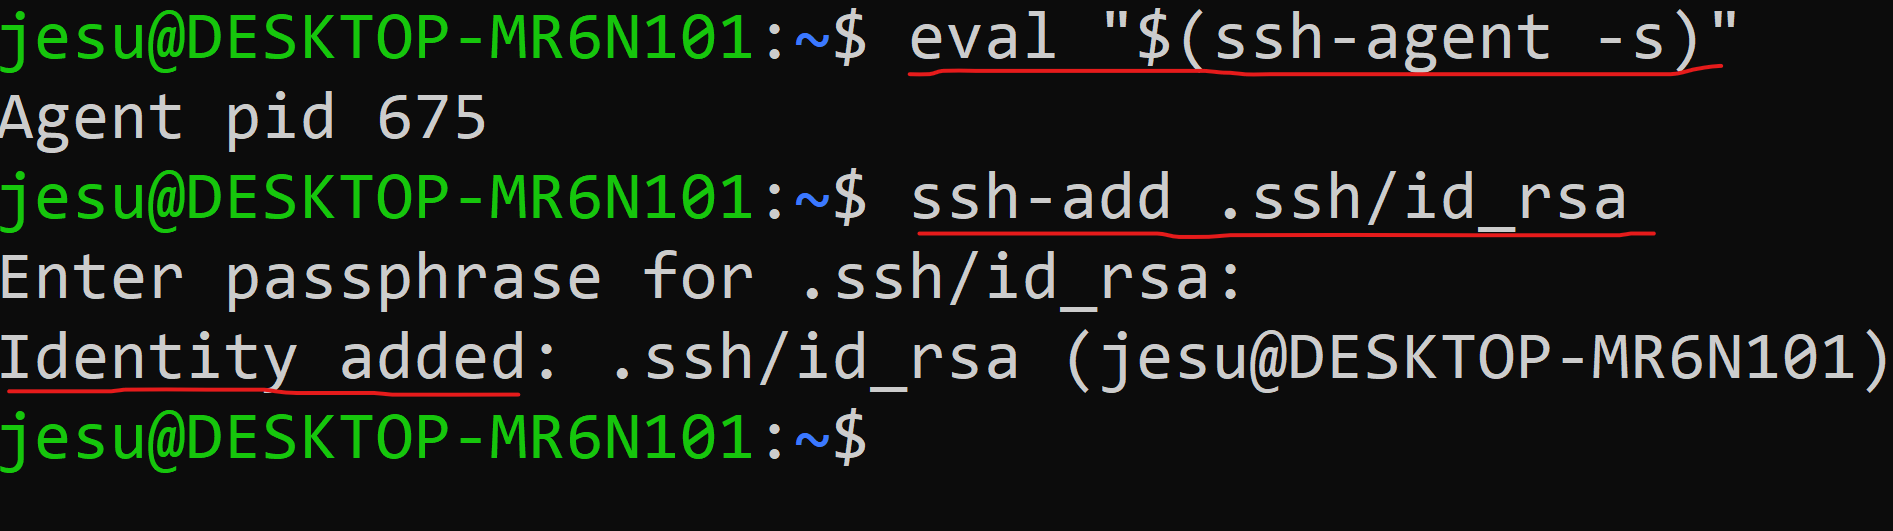 jesu@DESKTOP-MR6N101:~$ eval "$(ssh-agent -s)"
Agent pid 675
jesu@DESKTOP-MR6N101:~$ ssh-add .ssh/id_rsa
Enter passphrase for .ssh/id_rsa:
Identity added: .ssh/id_rsa (jesu@DESKTOP-MR6N101)
jesu@DESKTOP-MR6N101:~$